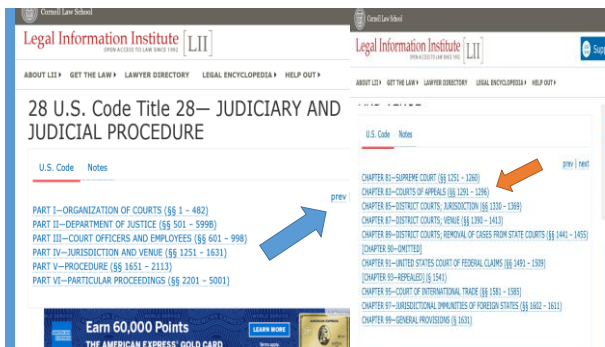 Cornell Law School
Legal Information Institute [LII]
OPEN ACCESS TO LAW SINCE 1992
ABOUT LII GET THE LAW LAWYER DIRECTORY LEGAL ENCYCLOPEDIA HELP OUT
28 U.S. Code Title 28— JUDICIARY AND
JUDICIAL PROCEDURE
U.S. Code Notes
prev
PART I—ORGANIZATION OF COURTS (§§ 1 – 482)
PART II—DEPARTMENT OF JUSTICE (§§ 501 – 599B)
PART III—COURT OFFICERS AND EMPLOYEES (§§ 601 – 998)
PART IV—JURISDICTION AND VENUE (§§ 1251 – 1631)
PART V—PROCEDURE (§§ 1651 – 2113)
PART VI—PARTICULAR PROCEEDINGS (§§ 2201 – 5001)
Earn 60,000 Points
THE AMERICAN EXPRESS® GOLD CARD
LEARN MORE
Terms apply
Cornell Law School
Legal Information Institute [LII]
OPEN ACCESS TO LAW SINCE 1992
Supp
ABOUT LII GET THE LAW LAWYER DIRECTORY LEGAL ENCYCLOPEDIA HELP OUT
U.S. Code Notes
prev | next
CHAPTER 81—SUPREME COURT (§§ 1251 – 1260)
CHAPTER 83—COURTS OF APPEALS (§§ 1291 – 1296)
CHAPTER 85—DISTRICT COURTS; JURISDICTION (§§ 1330 – 1369)
CHAPTER 87—DISTRICT COURTS; VENUE (§§ 1390 – 1413)
CHAPTER 89—DISTRICT COURTS; REMOVAL OF CASES FROM STATE COURTS (§§ 1441 – 1455)
[CHAPTER 90—OMITTED]
CHAPTER 91—UNITED STATES COURT OF FEDERAL CLAIMS (§§ 1491 – 1509)
[CHAPTER 93—REPEALED] (§ 1541)
CHAPTER 95—COURT OF INTERNATIONAL TRADE (§§ 1581 – 1585)
CHAPTER 97—JURISDICTIONAL IMMUNITIES OF FOREIGN STATES (§§ 1602 – 1611)
CHAPTER 99—GENERAL PROVISIONS (§ 1631)